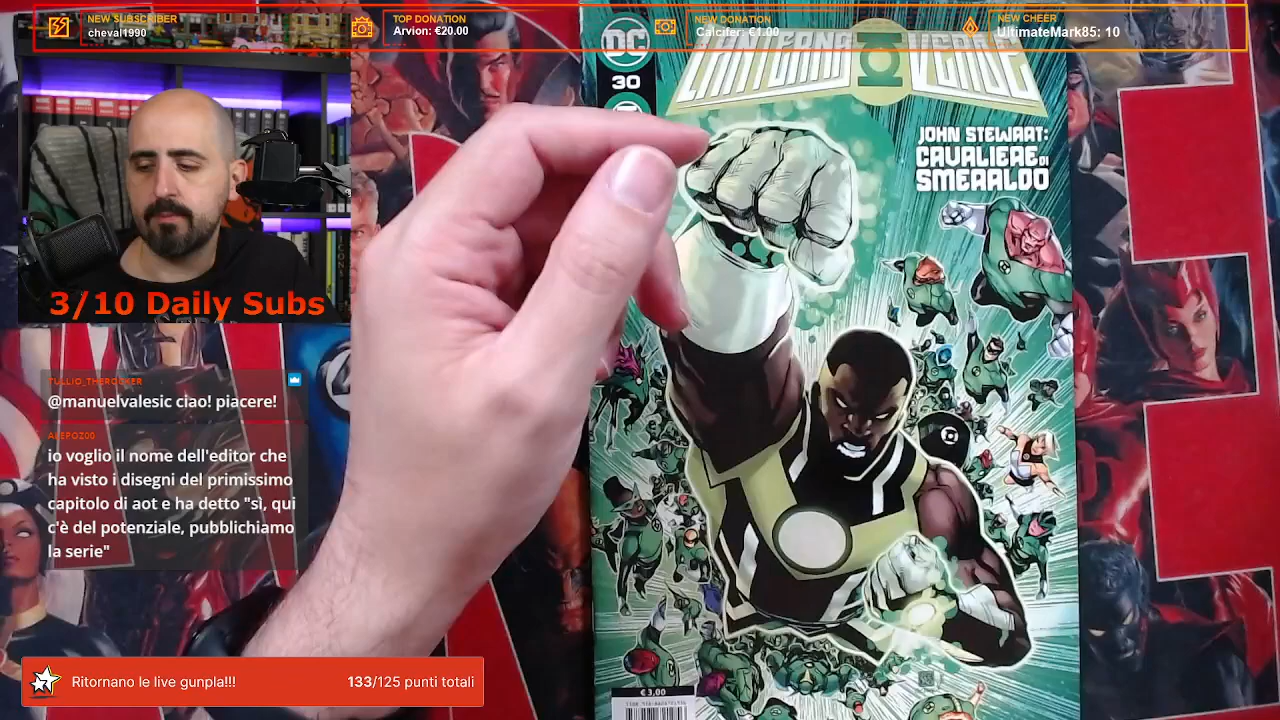 NEW SUBSCRIBER
cheval1990
TOP DONATION
Arvion: €20.00
NEW DONATION
Calcifer: €1.00
NEW CHEER
UltimateMark85: 10
DC
30
LANTERNA VERDE
JOHN STEWART:
CAVALIERE DI
SMERALDO
3/10 Daily Subs
TULLIO_THEROCKER
@manuelvalesic ciao! piacere!
ALEPOZ00
io voglio il nome dell'editor che
ha visto i disegni del primissimo
capitolo di aot e ha detto "sì, qui
c'è del potenziale, pubblichiamo
la serie"
Ritornano le live gunpla!!!
133/125 punti totali
€ 3,00